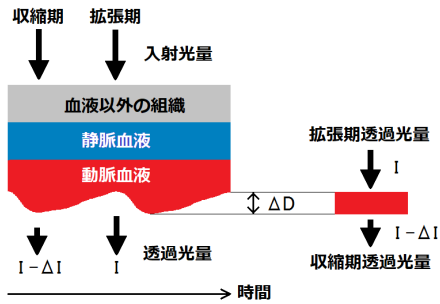 収縮期 拡張期
入射光量
血液以外の組織
静脈血液
動脈血液
拡張期透過光量
I
ΔD
I-ΔI I 透過光量
I-ΔI
収縮期透過光量
時間